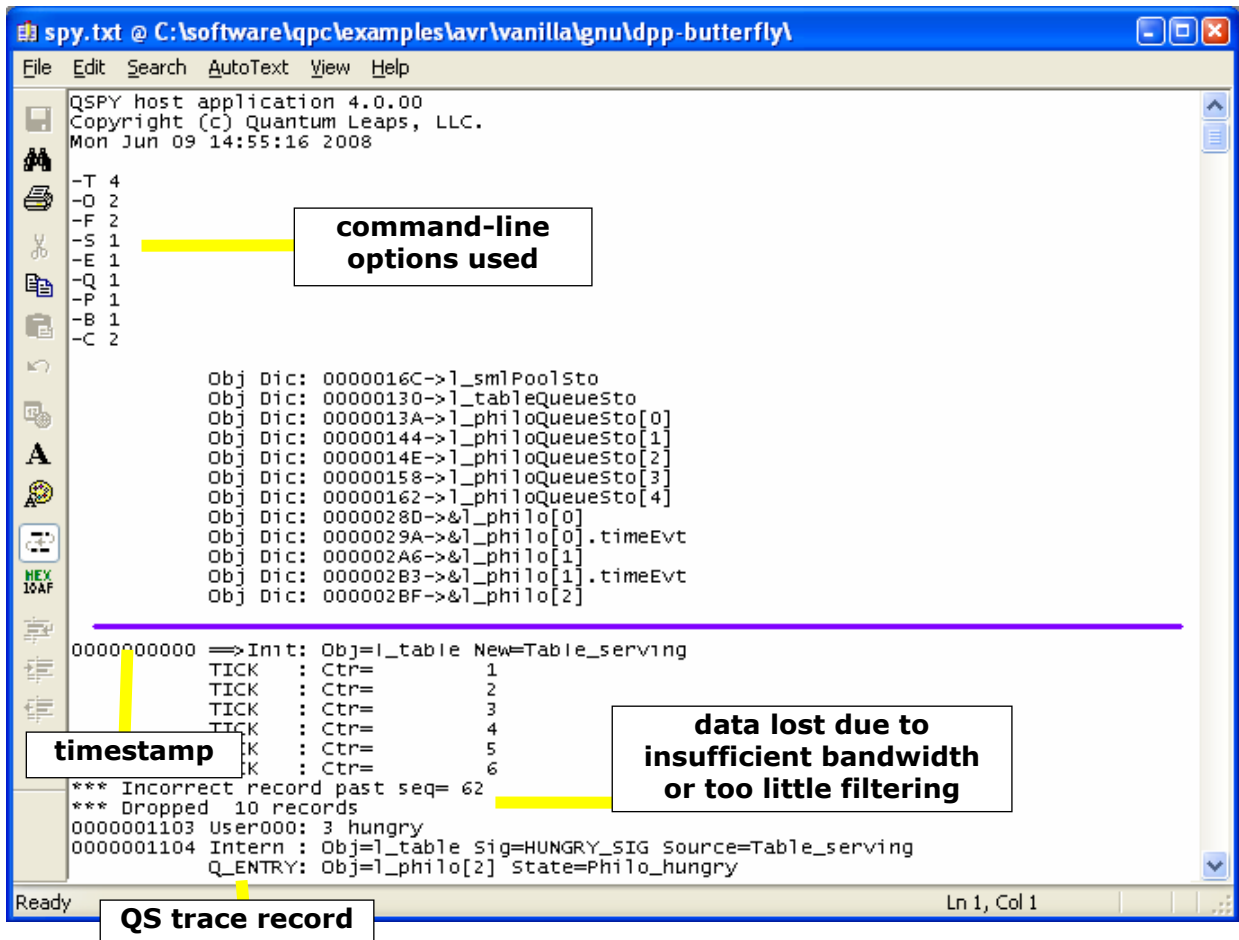 spy.txt @ C:\software\qpc\examples\avr\vanilla\gnu\dpp-butterfly\
File Edit Search AutoText View Help
QSPY host application 4.0.00
Copyright (c) Quantum Leaps, LLC.
Mon Jun 09 14:55:16 2008
-T 4
-O 2
-F 2
-S 1
-E 1
-Q 1
-P 1
-B 1
-C 2
command-line
options used
Obj Dic: 0000016C->l_smlPoolSto
Obj Dic: 00000130->l_tableQueueSto
Obj Dic: 0000013A->l_philoQueueSto[0]
Obj Dic: 00000144->l_philoQueueSto[1]
Obj Dic: 0000014E->l_philoQueueSto[2]
Obj Dic: 00000158->l_philoQueueSto[3]
Obj Dic: 00000162->l_philoQueueSto[4]
Obj Dic: 0000028D->&l_philo[0]
Obj Dic: 0000029A->&l_philo[0].timeEvt
Obj Dic: 000002A6->&l_philo[1]
Obj Dic: 000002B3->&l_philo[1].timeEvt
Obj Dic: 000002BF->&l_philo[2]
0000000000 ==>Init: Obj=l_table New=Table_serving
TICK : Ctr= 1
TICK : Ctr= 2
TICK : Ctr= 3
TICK : Ctr= 4
K : Ctr= 5
K : Ctr= 6
timestamp
data lost due to
insufficient bandwidth
or too little filtering
*** Incorrect record past seq= 62
*** Dropped 10 records
0000001103 User000: 3 hungry
0000001104 Intern : Obj=l_table Sig=HUNGRY_SIG Source=Table_serving
Q_ENTRY: Obj=l_philo[2] State=Philo_hungry
Ready Ln 1, Col 1
QS trace record